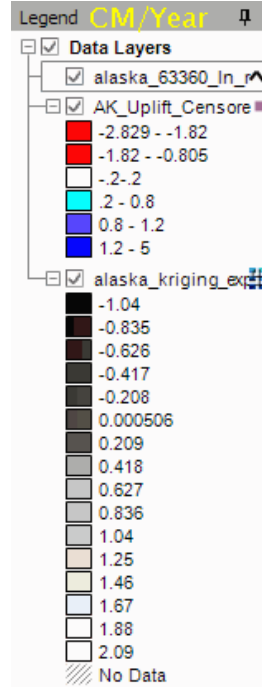 Legend CM/Year
Data Layers
alaska_63360_ln_r
AK_Uplift_Censore
-2.829 - -1.82
-1.82 - -0.805
-.2-.2
.2 - 0.8
0.8 - 1.2
1.2 - 5
alaska_kriging_exp
-1.04
-0.835
-0.626
-0.417
-0.208
0.000506
0.209
0.418
0.627
0.836
1.04
1.25
1.46
1.67
1.88
2.09
No Data